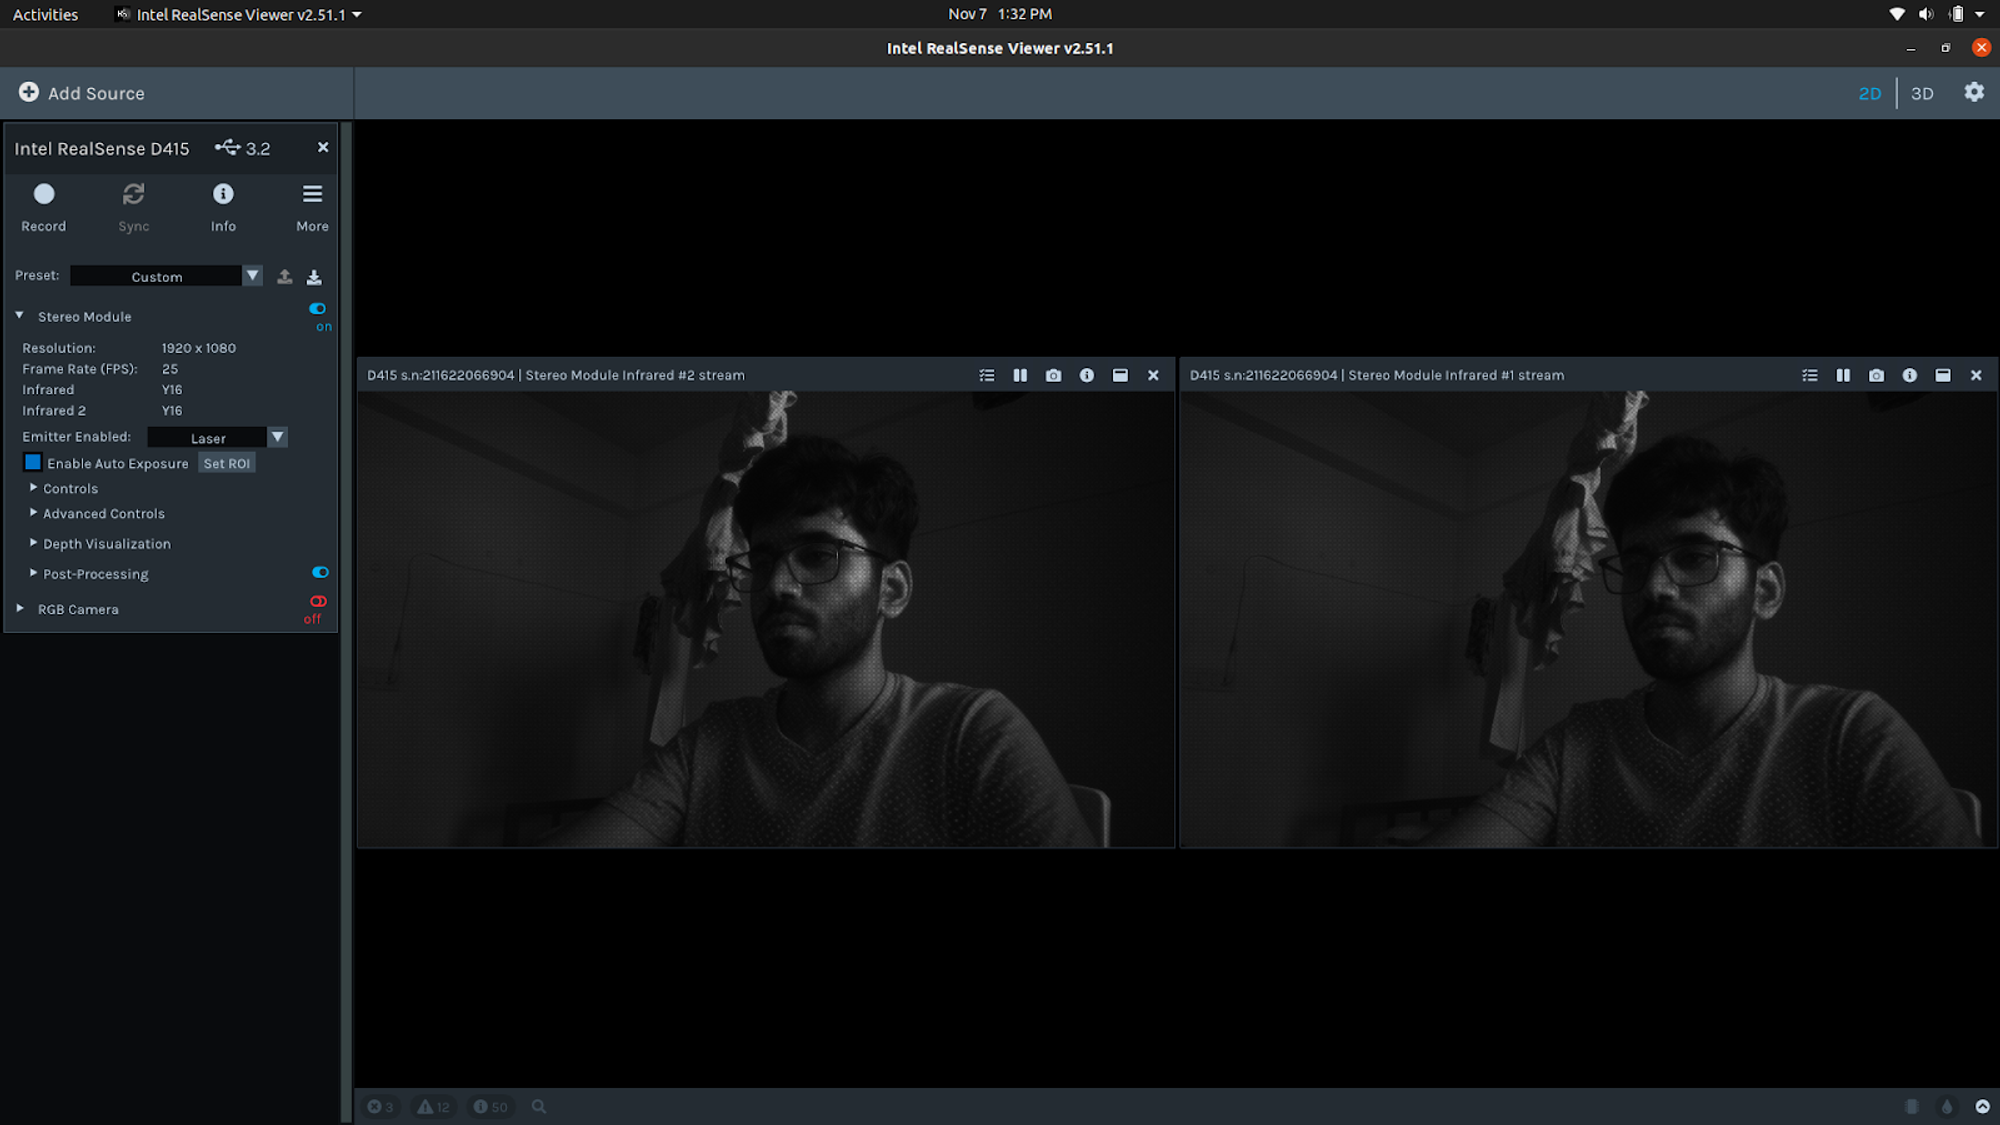 Activities
Intel RealSense Viewer v2.51.1
Nov 7 1:32 PM
Intel RealSense Viewer v2.51.1
Add Source
2D
3D
Intel RealSense D415
3.2
Record
Sync
Info
More
Preset:
Custom
Stereo Module
on
Resolution: 1920 x 1080
Frame Rate (FPS): 25
Infrared Y16
Infrared 2 Y16
Emitter Enabled: Laser
Enable Auto Exposure
Set ROI
Controls
Advanced Controls
Depth Visualization
Post-Processing
RGB Camera
off
D415 s.n:211622066904 | Stereo Module Infrared #2 stream
D415 s.n:211622066904 | Stereo Module Infrared #1 stream
3
12
50